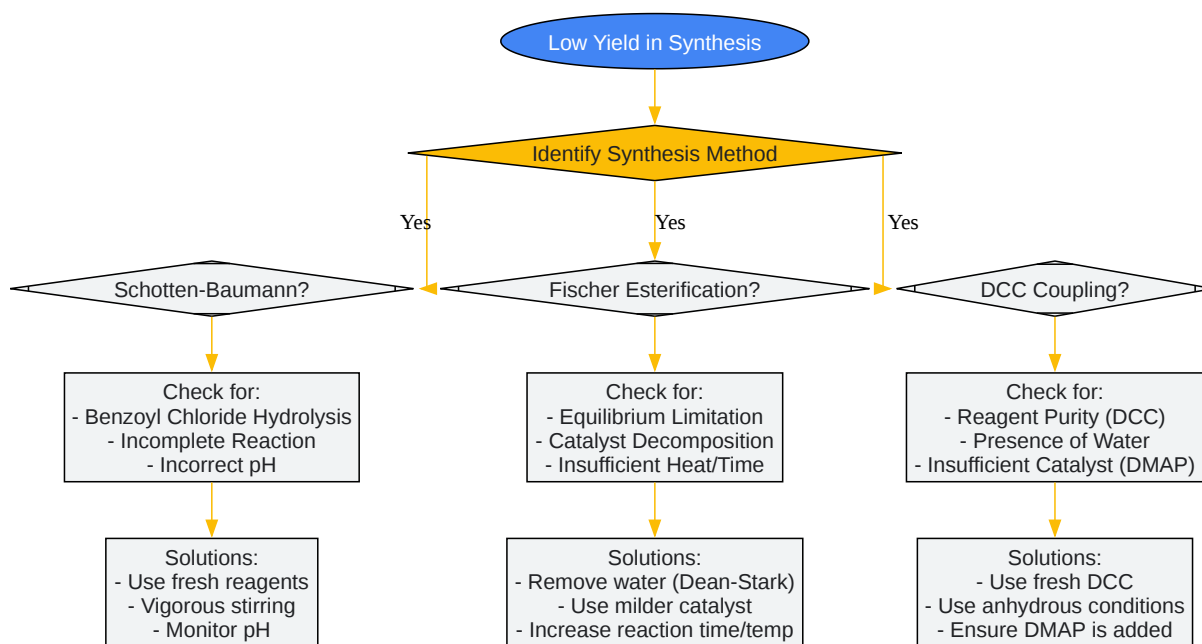 Low Yield in Synthesis
Identify Synthesis Method
Yes
Yes
Yes
Schotten-Baumann?
Fischer Esterification?
DCC Coupling?
Check for:
- Benzoyl Chloride Hydrolysis
- Incomplete Reaction
- Incorrect pH
Check for:
- Equilibrium Limitation
- Catalyst Decomposition
- Insufficient Heat/Time
Check for:
- Reagent Purity (DCC)
- Presence of Water
- Insufficient Catalyst (DMAP)
Solutions:
- Use fresh reagents
- Vigorous stirring
- Monitor pH
Solutions:
- Remove water (Dean-Stark)
- Use milder catalyst
- Increase reaction time/temp
Solutions:
- Use fresh DCC
- Use anhydrous conditions
- Ensure DMAP is added